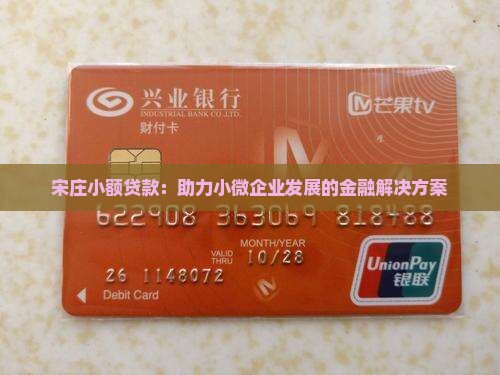 兴业银行
INDUSTRIAL BANK CO.,LTD.
财付卡
芒果tv
宋庄小额贷款：助力小微企业发展的金融解决方案
622908 363069 818488
VALID THRU
MONTH/YEAR
10/28
26 1148072
Debit Card
UnionPay
银联